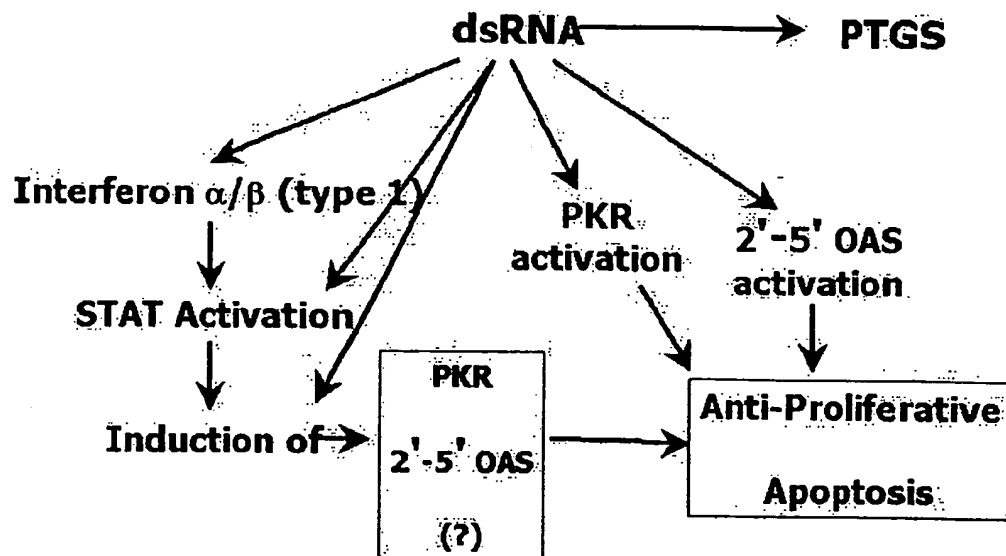 dsRNA
PTGS
Interferon α/β (type 1)
PKR
activation
2'-5' OAS
activation
STAT Activation
Induction of
PKR
2'-5' OAS
(?)
Anti-Proliferative
Apoptosis